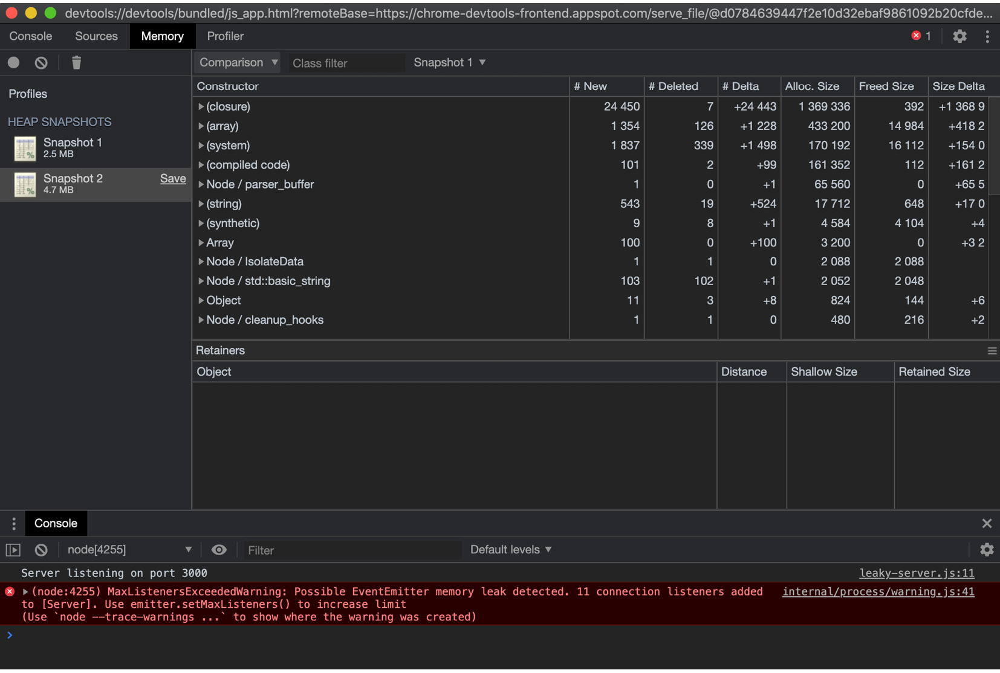 devtools://devtools/bundled/js_app.html?remoteBase=https://chrome-devtools-frontend.appspot.com/serve_file/@d0784639447f2e10d32ebaf9861092b20cfde...
Console Sources Memory Profiler 1
Comparison Class filter Snapshot 1
Profiles
HEAP SNAPSHOTS
Snapshot 1
2.5 MB
Snapshot 2 Save
4.7 MB
Constructor # New # Deleted # Delta Alloc. Size Freed Size Size Delta
(closure) 24 450 7 +24 443 1 369 336 392 +1 368 9
(array) 1 354 126 +1 228 433 200 14 984 +418 2
(system) 1 837 339 +1 498 170 192 16 112 +154 0
(compiled code) 101 2 +99 161 352 112 +161 2
Node / parser_buffer 1 0 +1 65 560 0 +65 5
(string) 543 19 +524 17 712 648 +17 0
(synthetic) 9 8 +1 4 584 4 104 +4
Array 100 0 +100 3 200 0 +3 2
Node / IsolateData 1 1 0 2 088 2 088
Node / std::basic_string 103 102 +1 2 052 2 048
Object 11 3 +8 824 144 +6
Node / cleanup_hooks 1 1 0 480 216 +2
Retainers
Object Distance Shallow Size Retained Size
Console
node[4255] Filter Default levels
Server listening on port 3000 leaky-server.js:11
(node:4255) MaxListenersExceededWarning: Possible EventEmitter memory leak detected. 11 connection listeners added internal/process/warning.js:41
to [Server]. Use emitter.setMaxListeners() to increase limit
(Use `node --trace-warnings ...` to show where the warning was created)